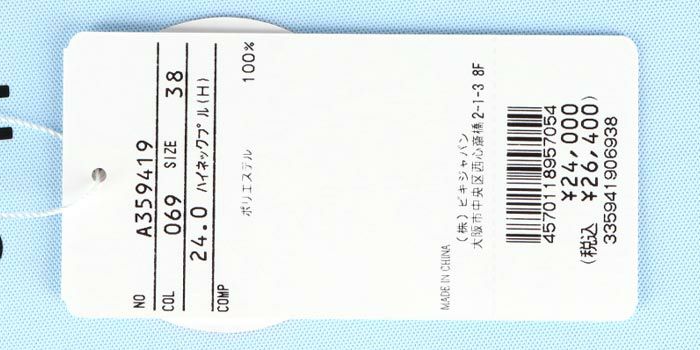 NO A359419
COL 069 SIZE 38
24.0 ハイネックプル(H)
COMP
ポリエステル 100%
MADE IN CHINA
(株)ビキジャパン
大阪市中央区西心斎橋2-1-3 8F
4570118957054
¥24,000
(税込 ¥26,400)
335941906938